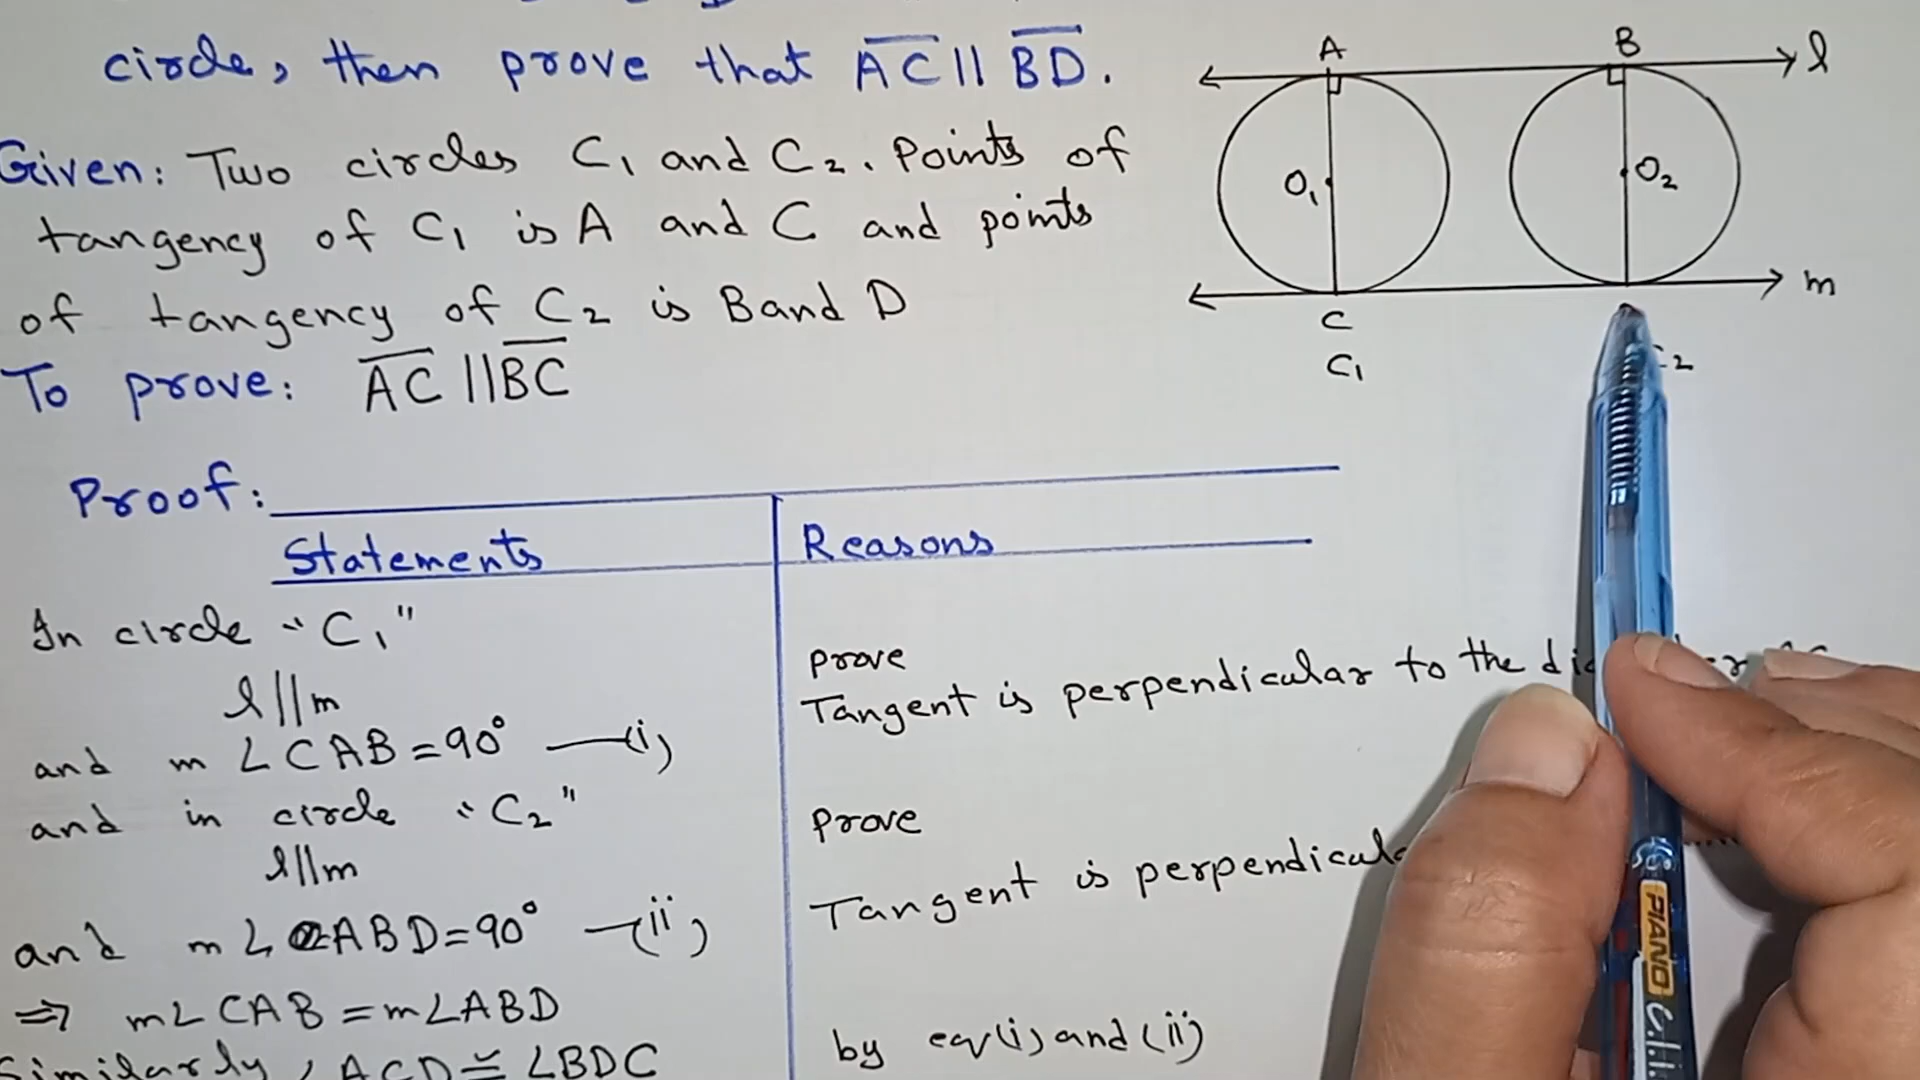 circle, then prove that AC || BD.
Given: Two circles C₁ and C₂. Points of
tangency of C₁ is A and C and points
of tangency of C₂ is B and D
To prove: AC || BC
A
B
l
O₁
O₂
m
C
C₁
Proof:
Statements
Reasons
In circle "C₁"
l||m
prove
and m∠CAB = 90° —(i)
Tangent is perpendicular to the
and in circle "C₂"
l||m
Prove
and m∠ABD = 90° —(ii)
Tangent is
⇒ m∠CAB = m∠ABD
by eq(i) and (ii)
Similarly, ACD ≅ ∠BDC
PIANO